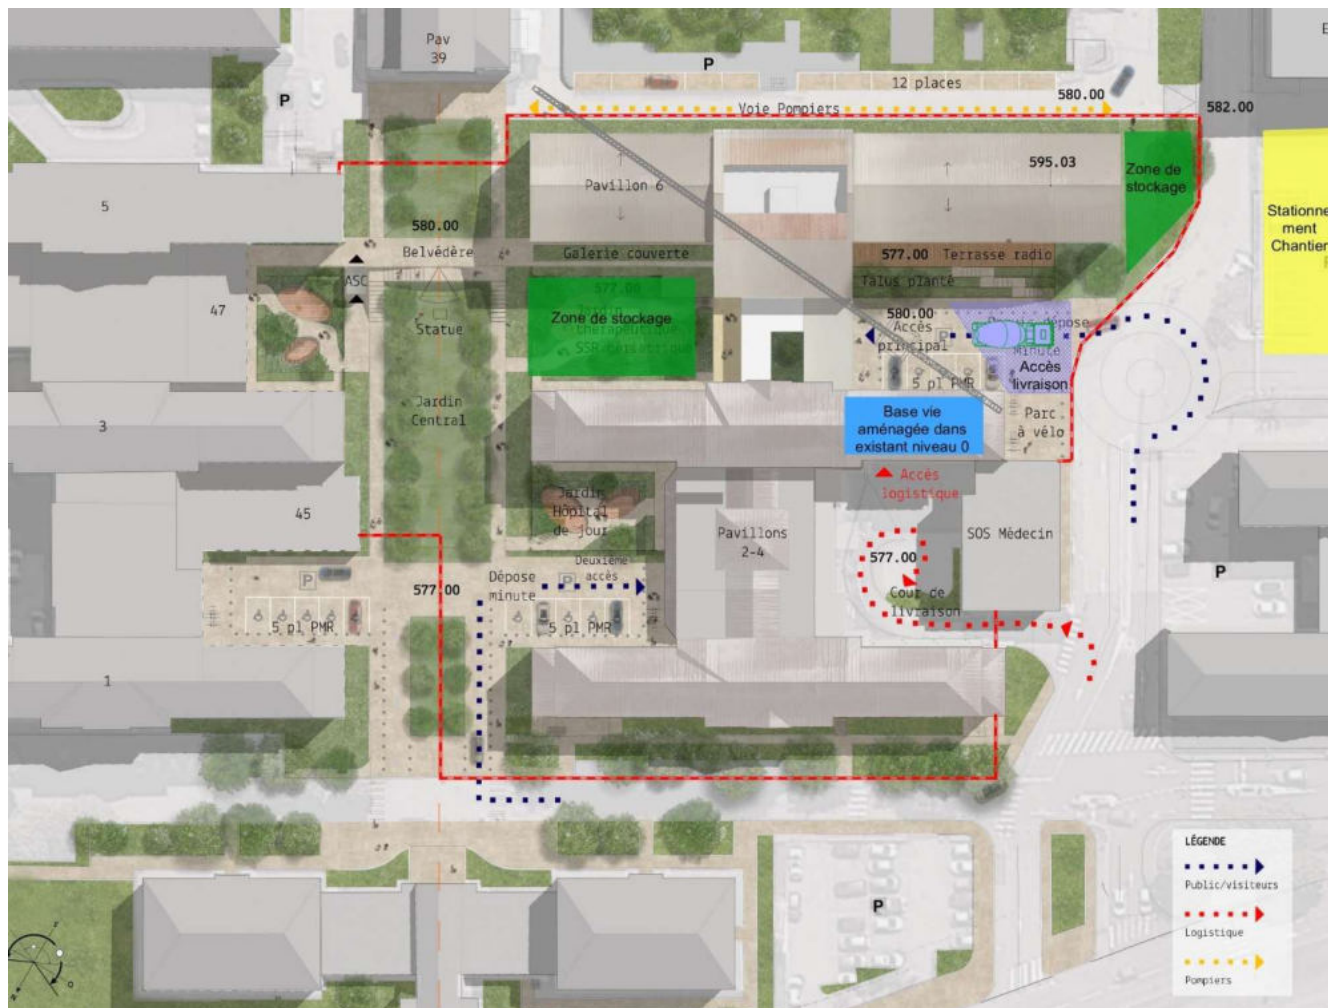 Pav
39
P
P
12 places
580.00
582.00
Voie Pompiers
595.03
Zone de
stockage
Pavillon 6
5
Stationne
ment
Chantier
580.00
Belvédère
Galerie couverte
577.00
Terrasse radio
ASC
577.00
Talus planté
47
Statue
Zone de stockage
580.00
Accès
principal
dépose
minute
Accès
livraison
5 pl PMR
Jardin
Central
3
Base vie
aménagée dans
existant niveau 0
Parc
à vélo
Accès
logistique
Jardin
Hôpital
de jour
45
Pavillons
2-4
SOS Médecin
577.00
Deuxième
accès
P
577.00
Dépose
minute
P
Cour de
livraison
P
5 pl PMR
5 pl PMR
1
LÉGENDE
Public/visiteurs
Logistique
Pompiers
P